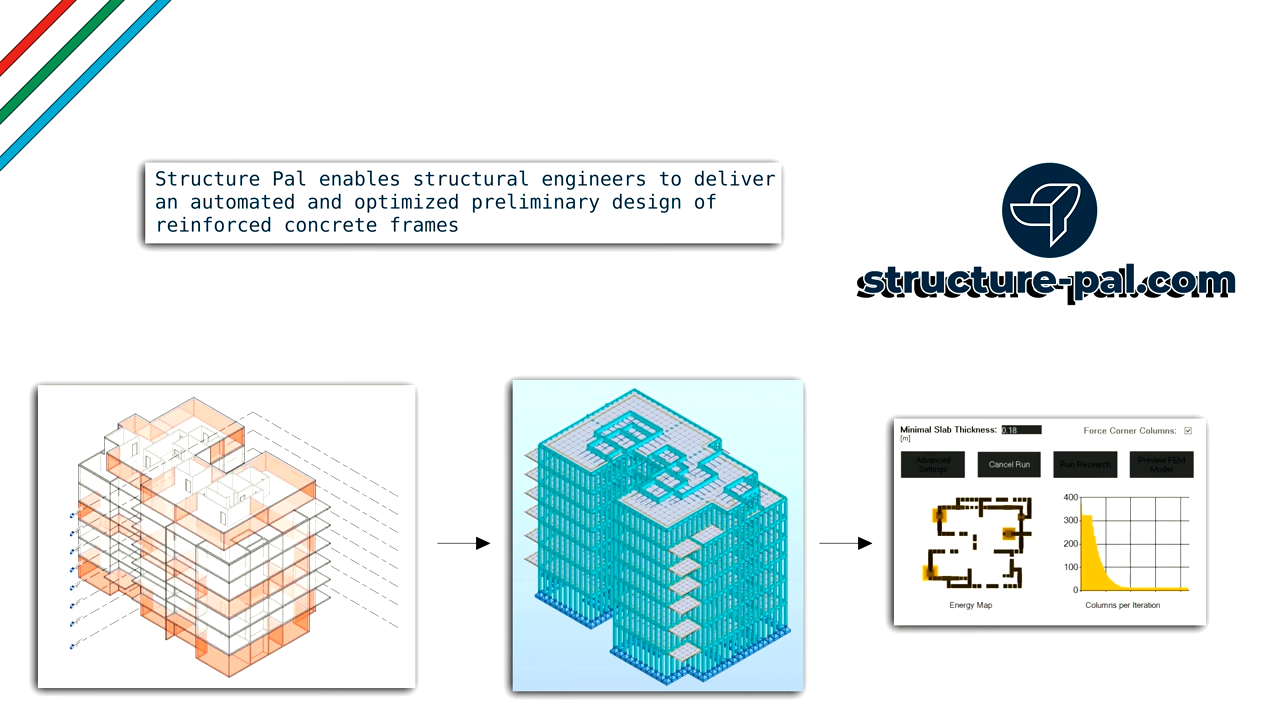 Structure Pal enables structural engineers to deliver
an automated and optimized preliminary design of
reinforced concrete frames
structure-pal.com
Minimal Slab Thickness: 0.18
[m]
Force Corner Columns:
Advanced
Settings
Cancel Run
Run Research
Preview FEM
Model
400
300
200
100
0
Energy Map
Columns per Iteration